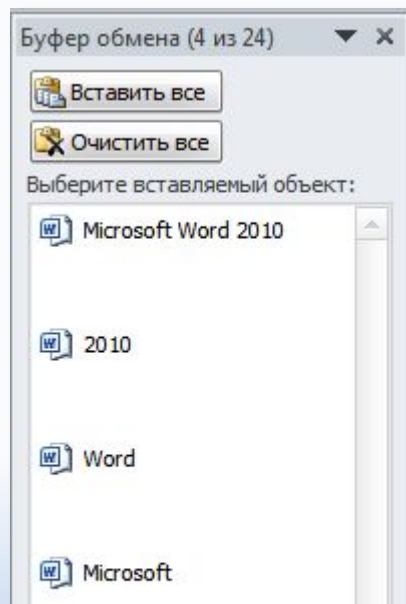 Буфер обмена (4 из 24)
Вставить все
Очистить все
Выберите вставляемый объект:
Microsoft Word 2010
2010
Word
Microsoft